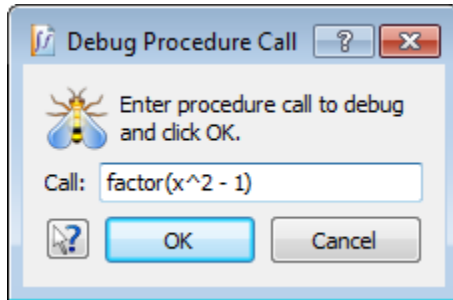 Debug Procedure Call
Enter procedure call to debug
and click OK.
Call: factor(x^2 - 1)
OK Cancel